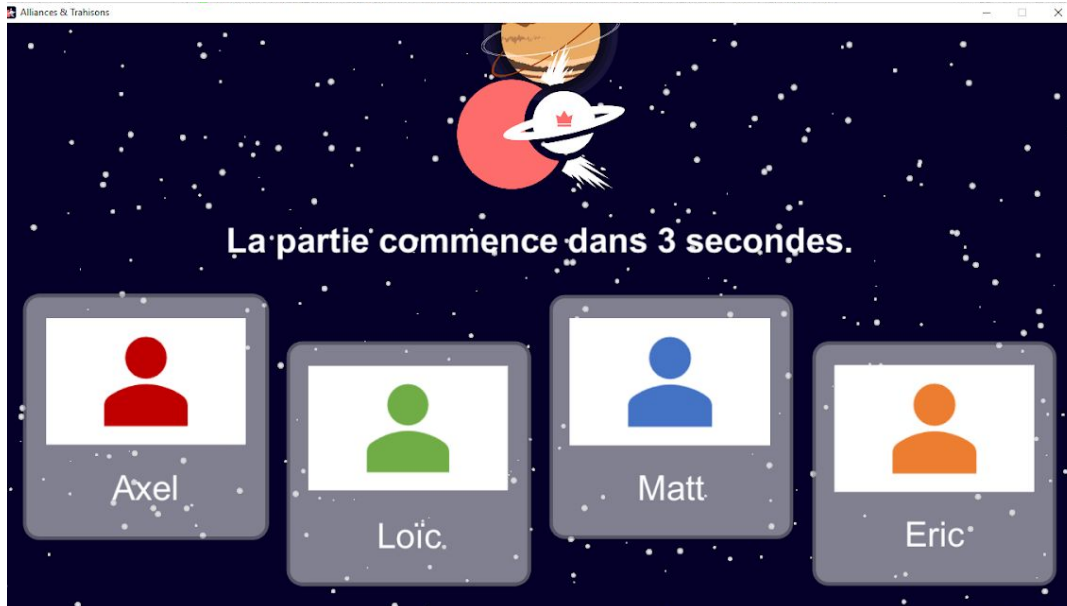 Alliances & Trahisons
La partie commence dans 3 secondes.
Axel
Loïc
Matt
Eric